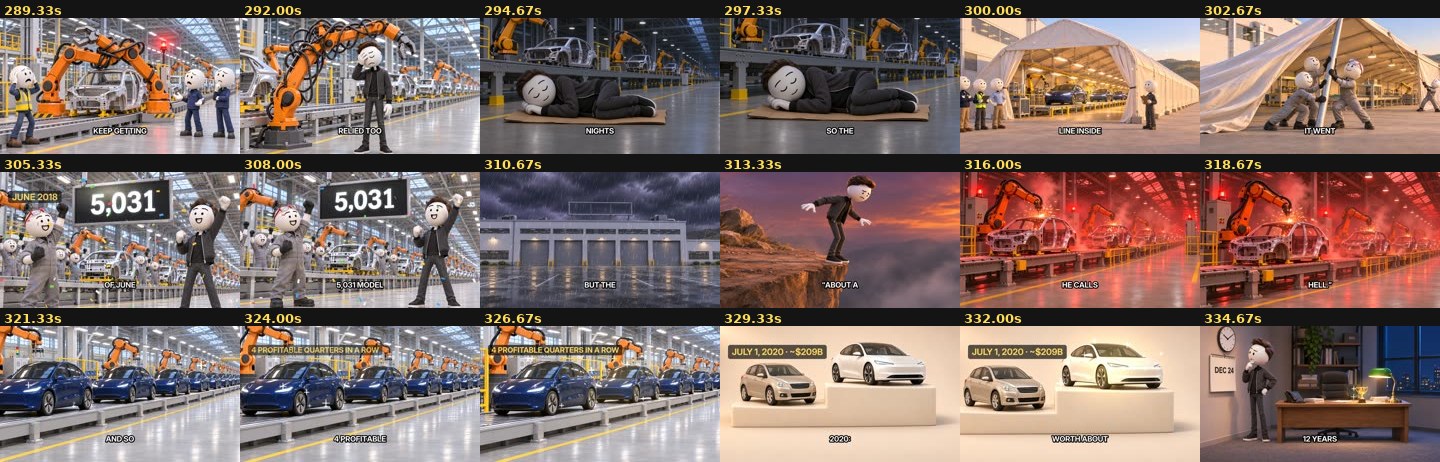 289.33s
KEEP GETTING
292.00s
RELIED TOO
294.67s
NIGHTS
297.33s
SO THE
300.00s
LINE INSIDE
302.67s
IT WENT
305.33s
JUNE 2018
5,031
OF JUNE
308.00s
5,031
5,031 MODEL
310.67s
BUT THE
313.33s
"ABOUT A
316.00s
HE CALLS
318.67s
HELL."
321.33s
AND SO
324.00s
4 PROFITABLE QUARTERS IN A ROW
4 PROFITABLE
326.67s
4 PROFITABLE QUARTERS IN A ROW
329.33s
JULY 1, 2020 · ~$209B
2020:
332.00s
JULY 1, 2020 · ~$209B
WORTH ABOUT
334.67s
DEC 24
12 YEARS